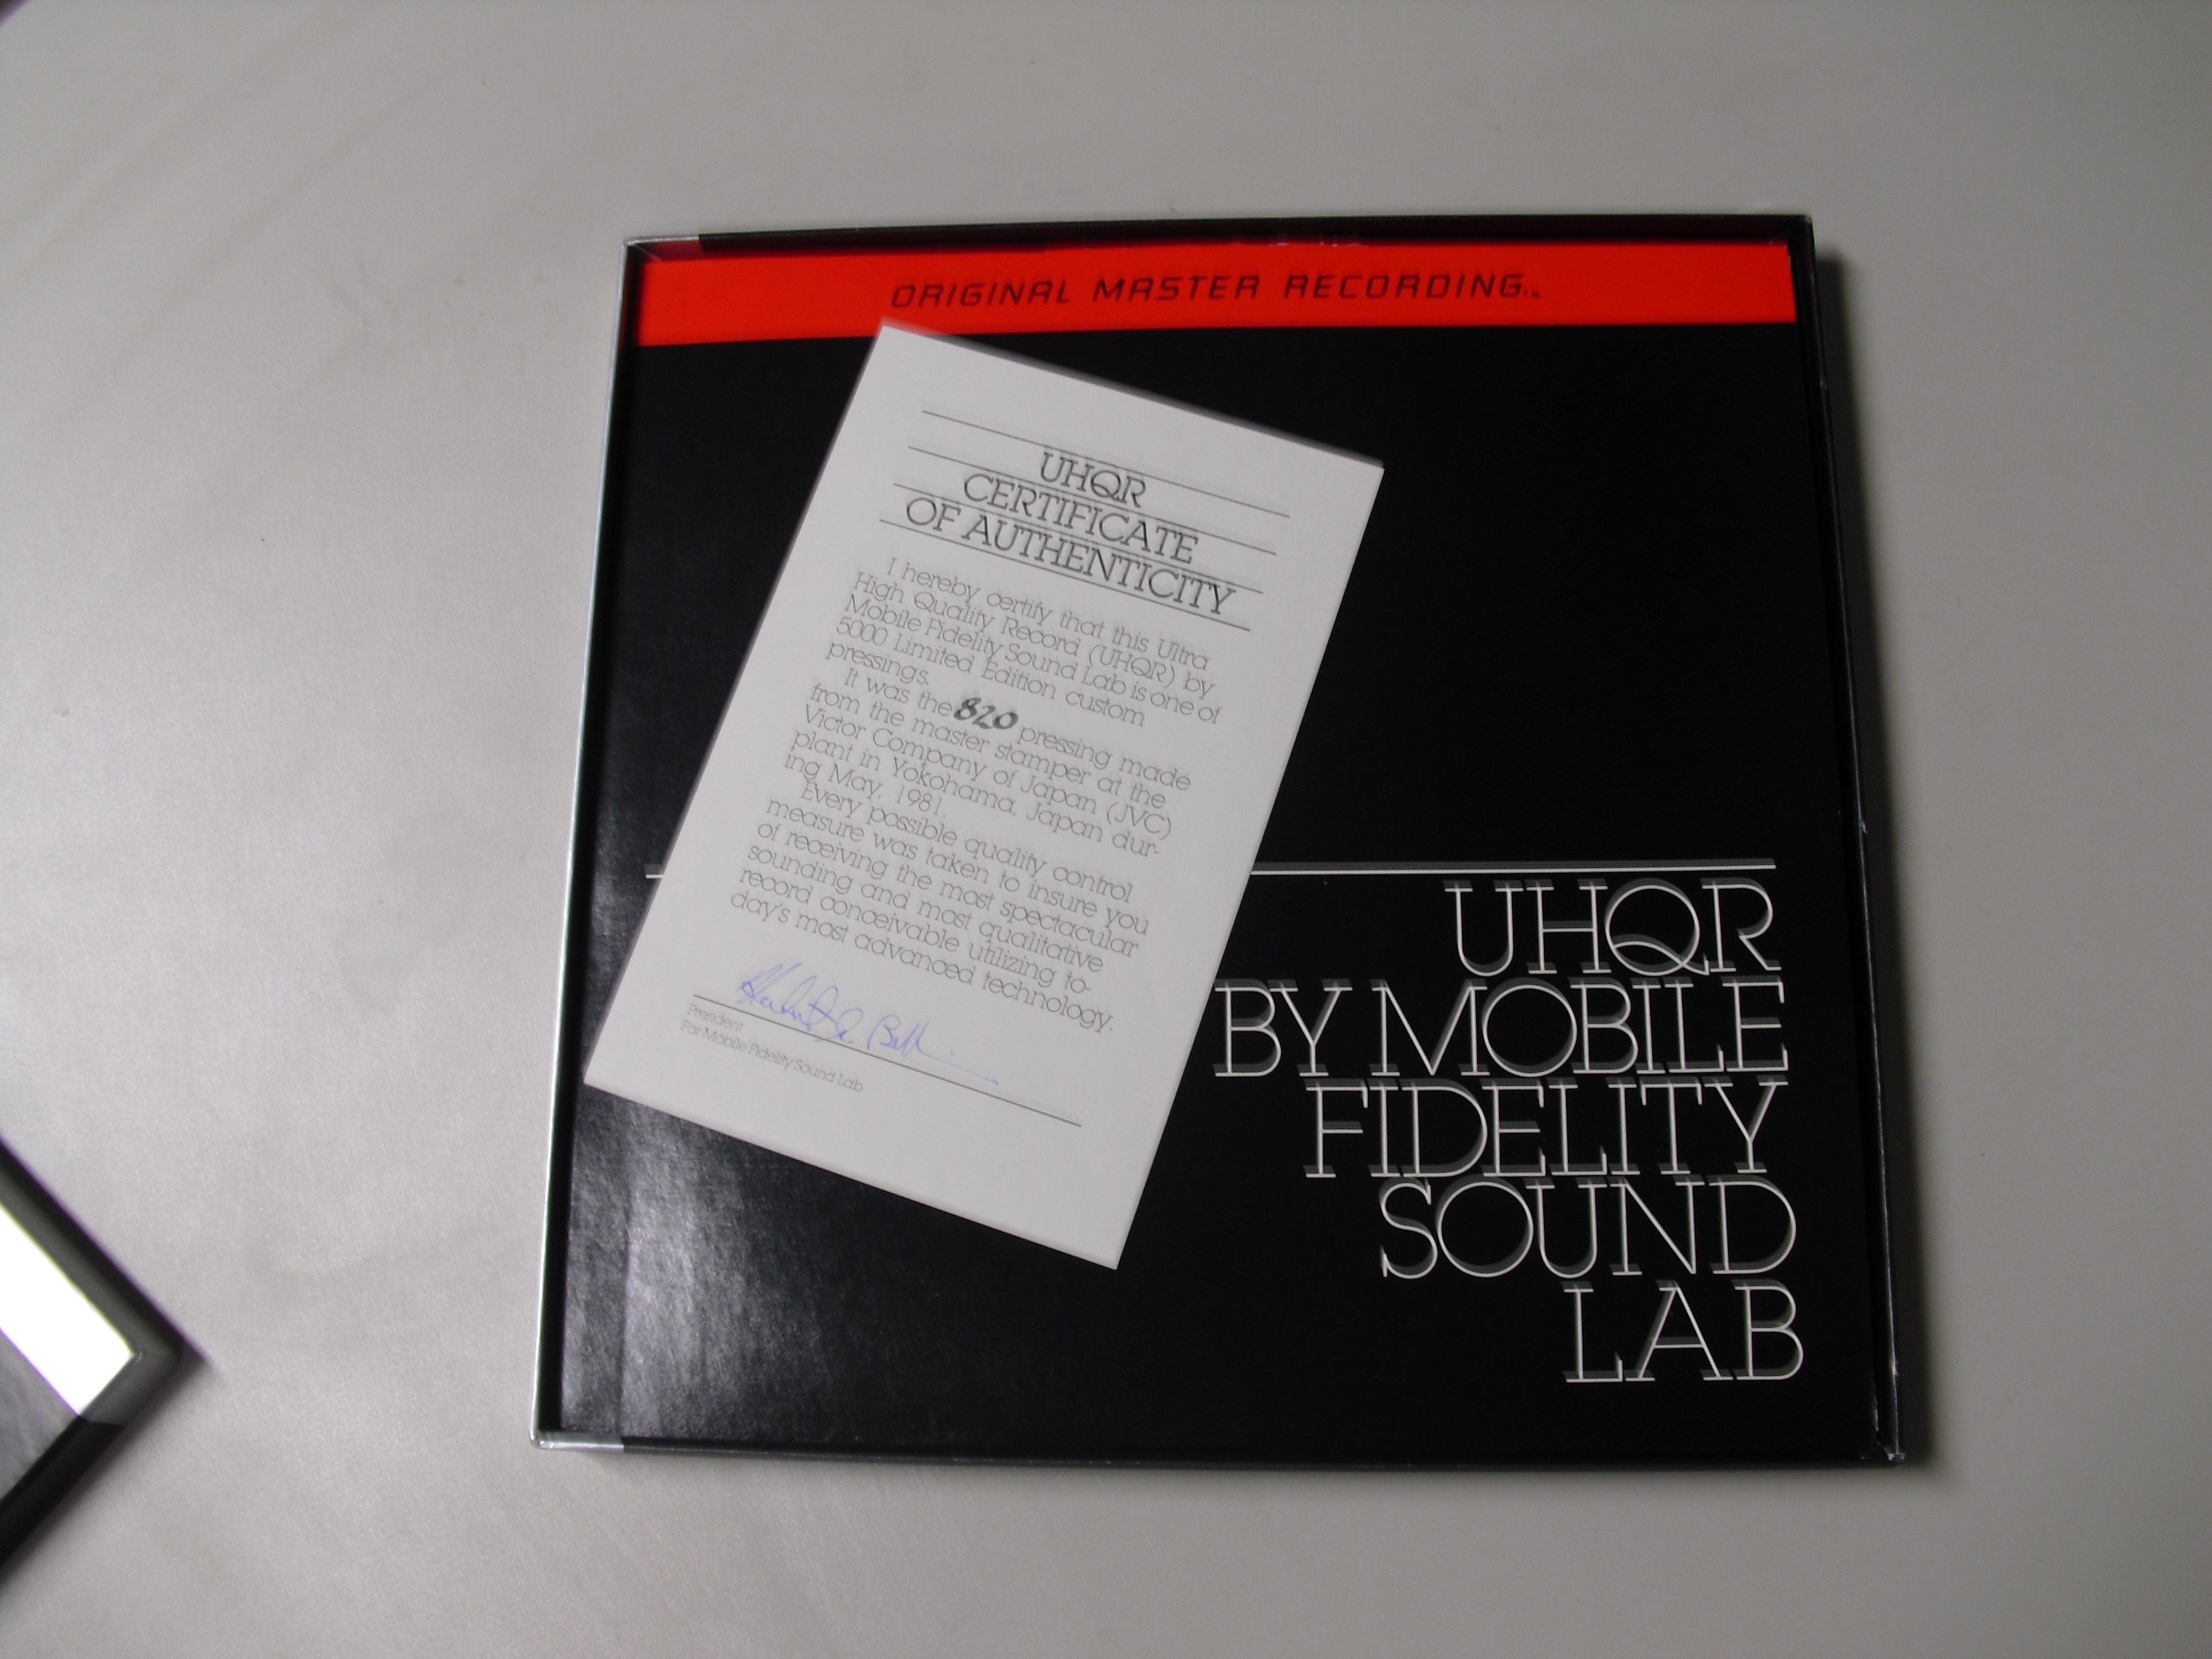 ORIGINAL MASTER RECORDING™
UHQR
CERTIFICATE
OF AUTHENTICITY
I hereby certify that this Ultra
High Quality Record (UHQR) by
Mobile Fidelity Sound Lab is one of
5000 Limited Edition custom
pressings.
It was the 820 pressing made
from the master stamper at the
Victor Company of Japan (JVC)
plant in Yokohama, Japan dur-
ing May, 1981.
Every possible quality control
measure was taken to insure you
of receiving the most spectacular
sounding and most qualitative
record conceivable utilizing to-
day's most advanced technology.
President
For Mobile Fidelity Sound Lab
UHQR
BY MOBILE
FIDELITY
SOUND
LAB